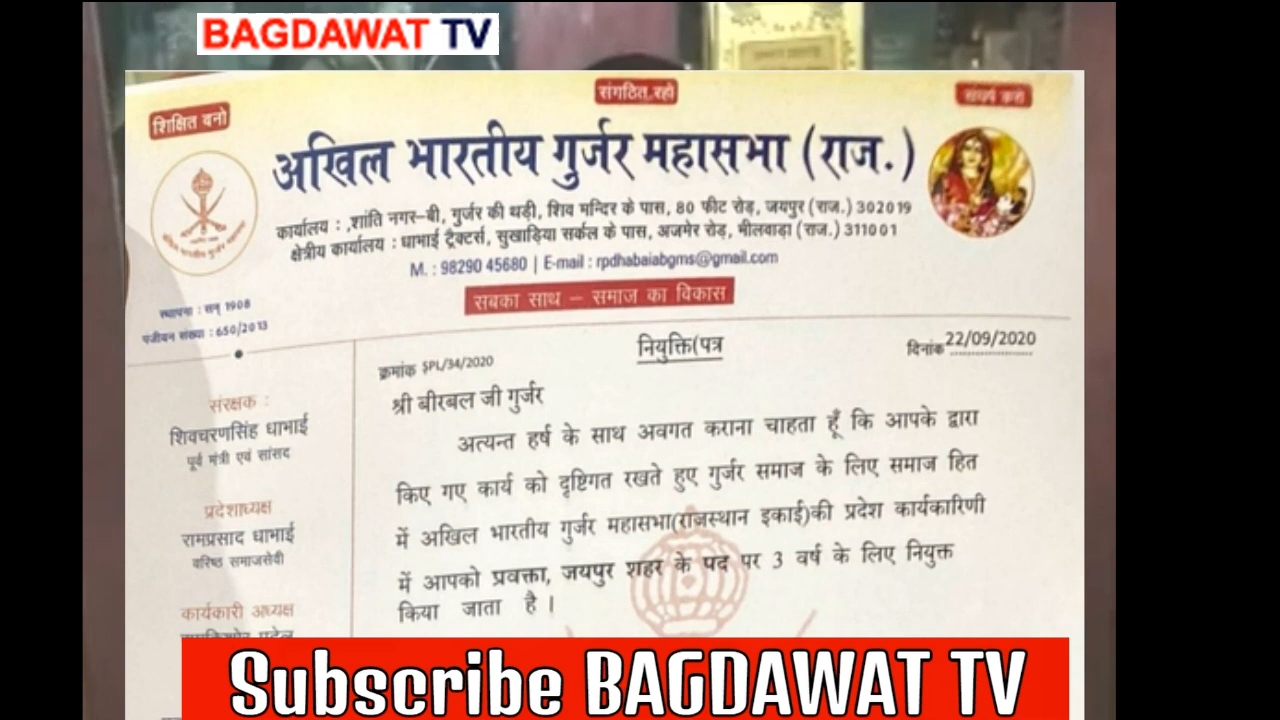 BAGDAWAT TV
संगठित रहो
शिक्षित बनो
संघर्ष करो
अखिल भारतीय गुर्जर महासभा (राज.)
कार्यालय : ,शांति नगर-बी, गुर्जर की थड़ी, शिव मन्दिर के पास, 80 फीट रोड़, जयपुर (राज.) 302019
क्षेत्रीय कार्यालय : धाभाई ट्रैक्टर्स, सुखाड़िया सर्कल के पास, अजमेर रोड़, भीलवाड़ा (राज.) 311001
M. : 98290 45680 | E-mail : rpdhabaiabgms@gmail.com
सबका साथ – समाज का विकास
स्थापना : सन् 1908
पंजीयन संख्या : 650/2013
नियुक्ति(पत्र
दिनांक 22/09/2020
क्रमांक SPL/34/2020
संरक्षक :
शिवचरणसिंह धाभाई
पूर्व मंत्री एवं सांसद
प्रदेशाध्यक्ष
रामप्रसाद धाभाई
वरिष्ठ समाजसेवी
कार्यकारी अध्यक्ष
श्री बीरबल जी गुर्जर
अत्यन्त हर्ष के साथ अवगत कराना चाहता हूँ कि आपके द्वारा
किए गए कार्य को दृष्टिगत रखते हुए गुर्जर समाज के लिए समाज हित
में अखिल भारतीय गुर्जर महासभा(राजस्थान इकाई)की प्रदेश कार्यकारिणी
में आपको प्रवक्ता, जयपुर शहर के पद पर 3 वर्ष के लिए नियुक्त
किया जाता है ।
Subscribe BAGDAWAT TV